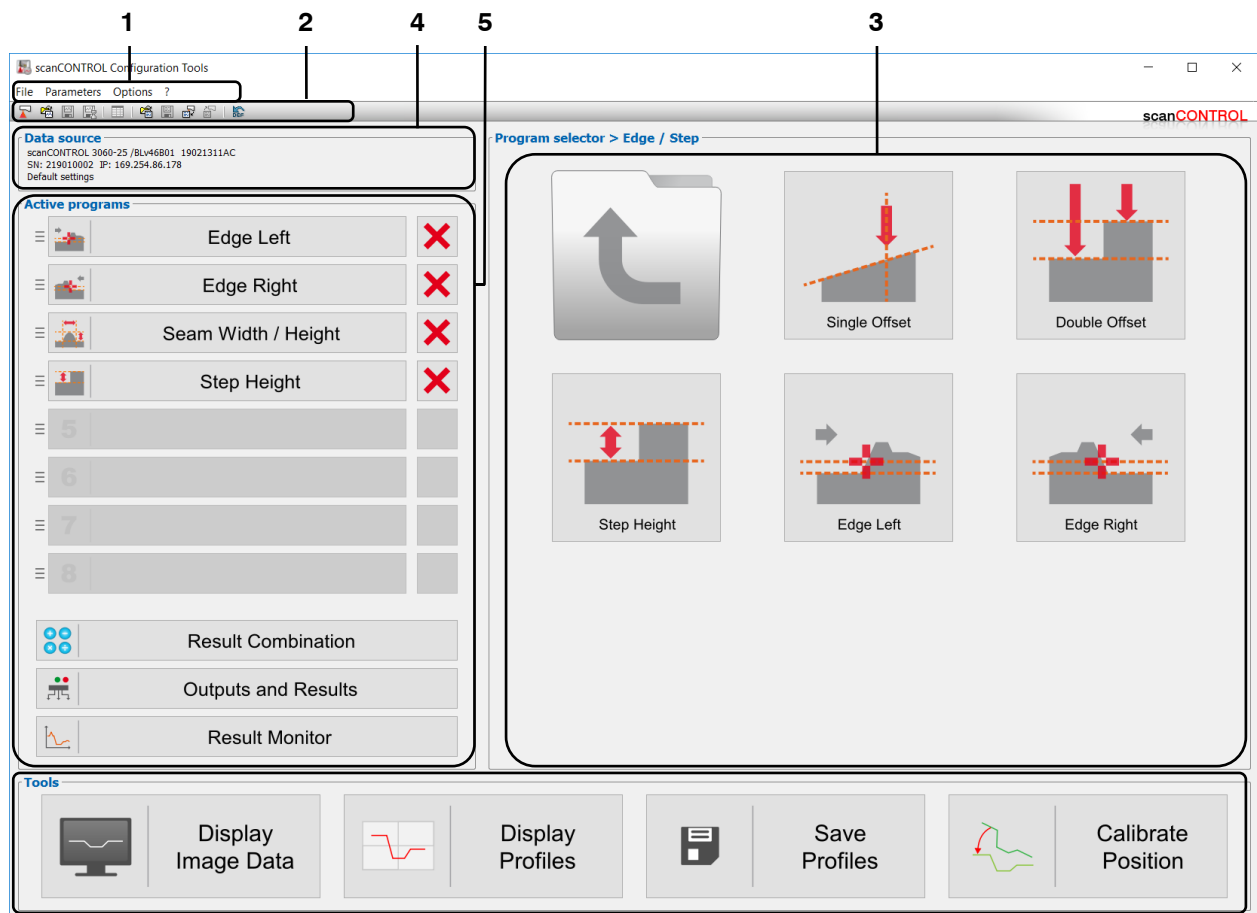 1 2 4 5 3
scanCONTROL Configuration Tools
File Parameters Options ?
scanCONTROL
Data source
scanCONTROL 3060-25 /BLv46B01 19021311AC
SN: 219010002 IP: 169.254.86.178
Default settings
Program selector > Edge / Step
Active programs
Edge Left
Edge Right
Seam Width / Height
Step Height
5
6
7
8
Result Combination
Outputs and Results
Result Monitor
Single Offset
Double Offset
Step Height
Edge Left
Edge Right
Tools
Display
Image Data
Display
Profiles
Save
Profiles
Calibrate
Position